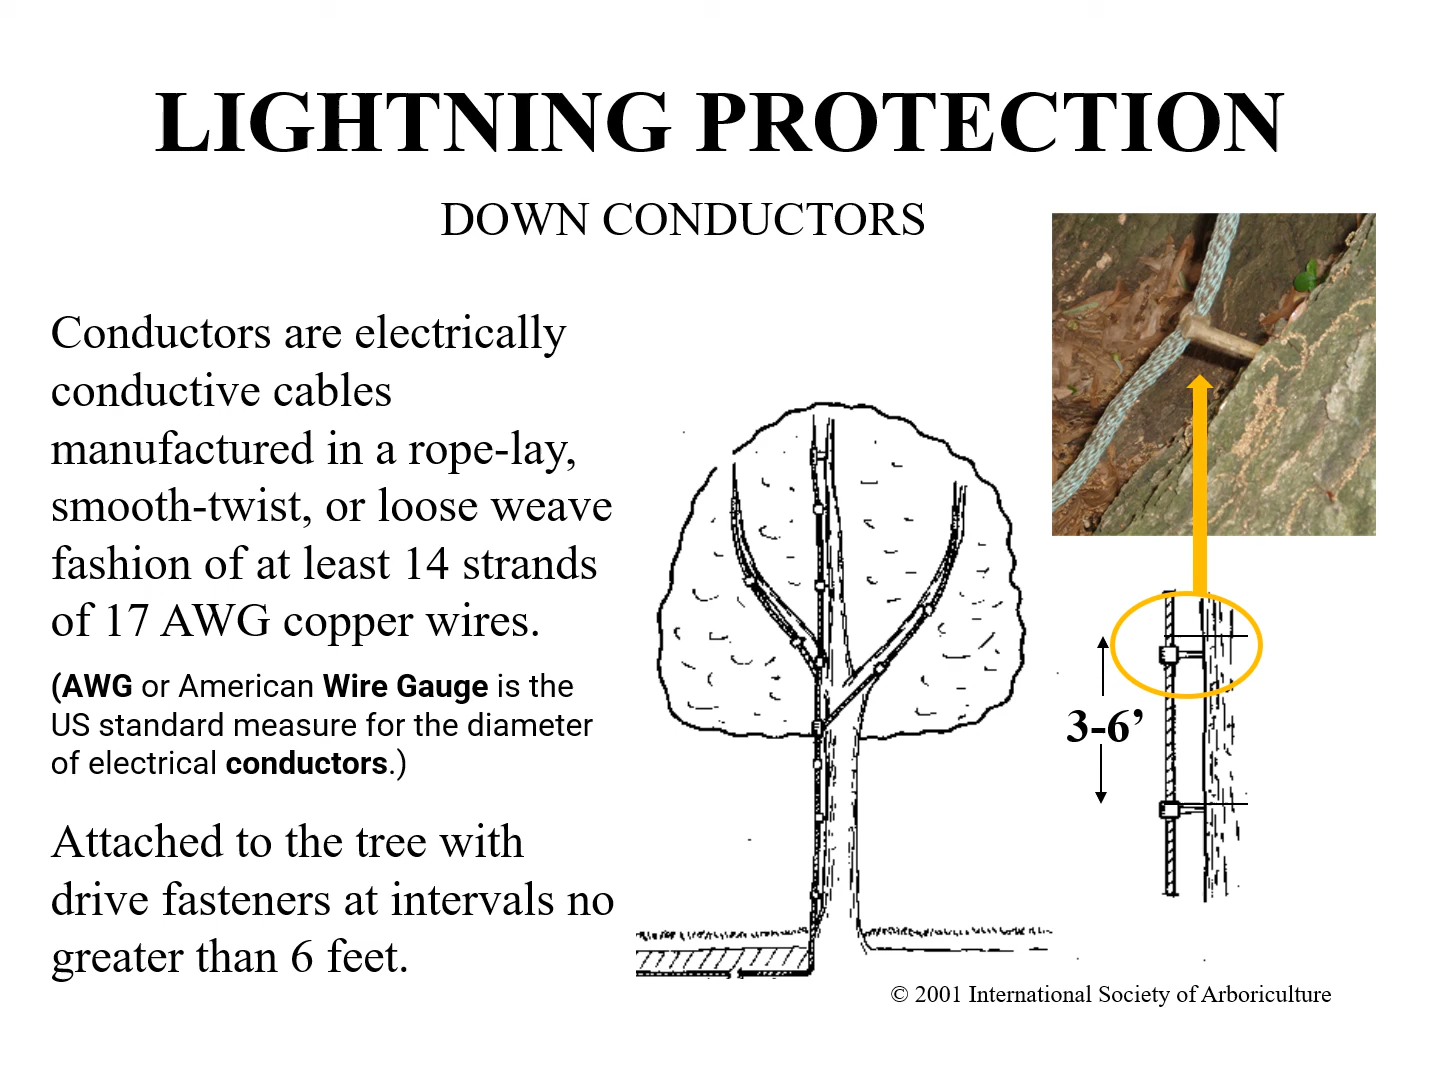 LIGHTNING PROTECTION
DOWN CONDUCTORS
Conductors are electrically
conductive cables
manufactured in a rope-lay,
smooth-twist, or loose weave
fashion of at least 14 strands
of 17 AWG copper wires.
(AWG or American Wire Gauge is the
US standard measure for the diameter
of electrical conductors.)
Attached to the tree with
drive fasteners at intervals no
greater than 6 feet.
3-6’
© 2001 International Society of Arboriculture